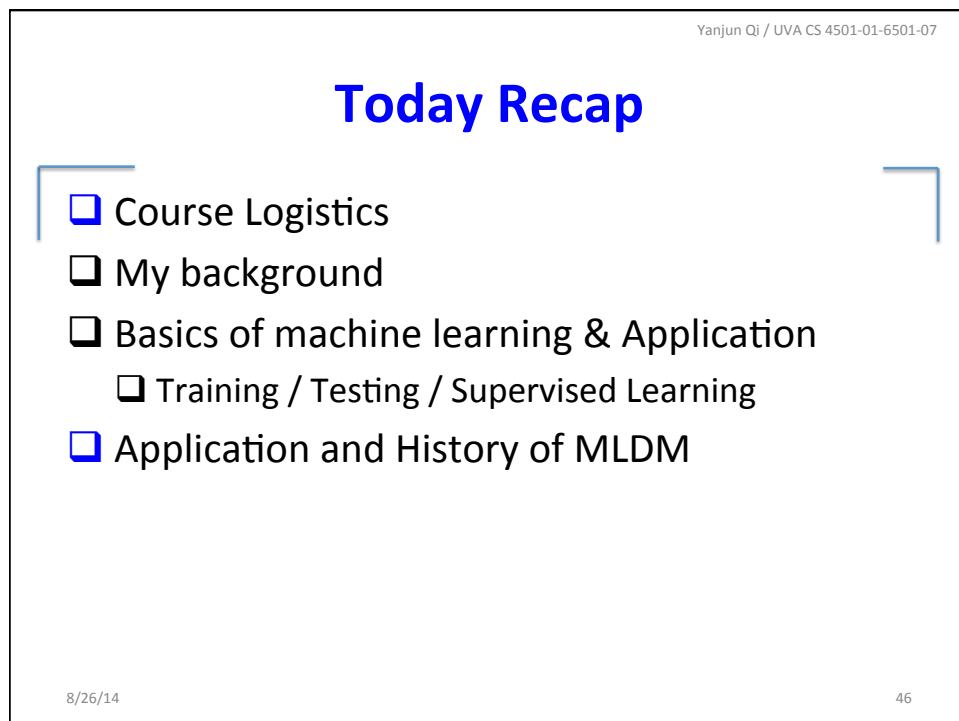 Yanjun Qi / UVA CS 4501-01-6501-07
Today Recap
❑ Course Logistics
❑ My background
❑ Basics of machine learning & Application
❑ Training / Testing / Supervised Learning
❑ Application and History of MLDM
8/26/14
46